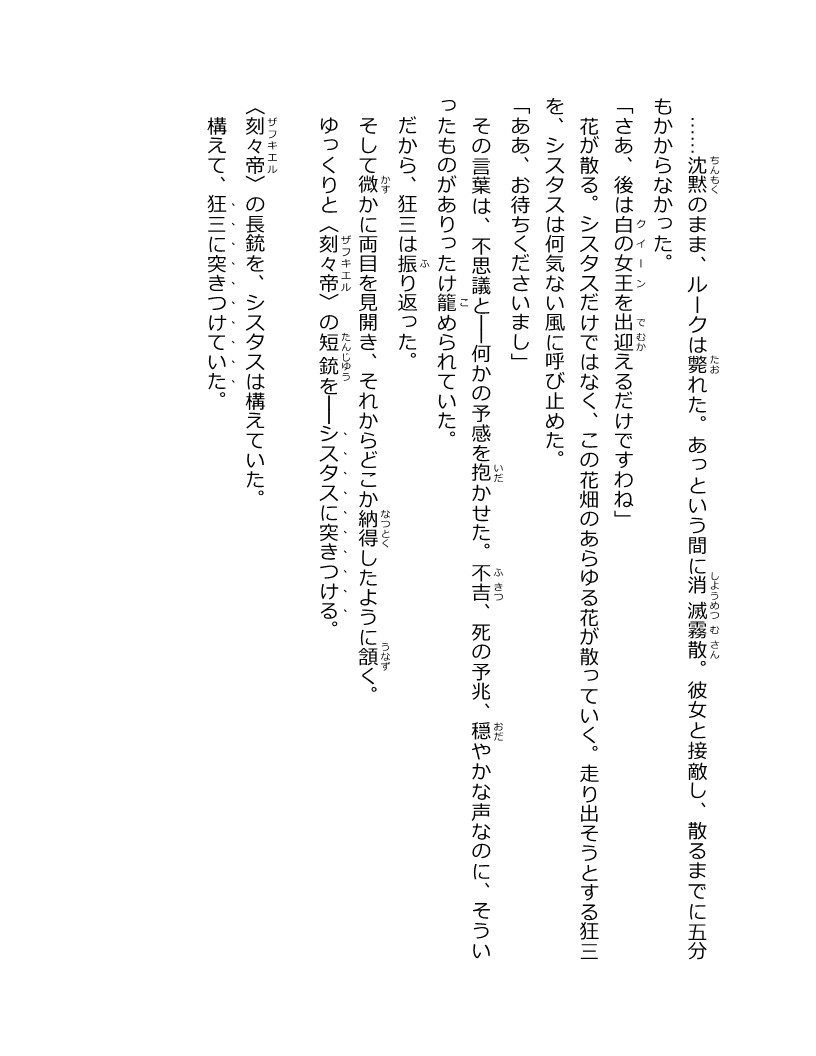 ……沈黙のまま、ルークは斃れた。あっという間に消滅霧散。彼女と接敵し、散るまでに五分
もかからなかった。
「さあ、後は白の女王を出迎えるだけですわね」
花が散る。シスタスだけではなく、この花畑のあらゆる花が散っていく。走り出そうとする狂三
を、シスタスは何気ない風に呼び止めた。
「ああ、お待ちくださいまし」
その言葉は、不思議と──何かの予感を抱かせた。不吉、死の予兆、穏やかな声なのに、そうい
ったものがありったけ籠められていた。
だから、狂三は振り返った。
そして微かに両目を見開き、それからどこか納得したように頷く。
ゆっくりと〈刻々帝〉の短銃を──シスタスに突きつける。
〈刻々帝〉の長銃を、シスタスは構えていた。
構えて、狂三に突きつけていた。